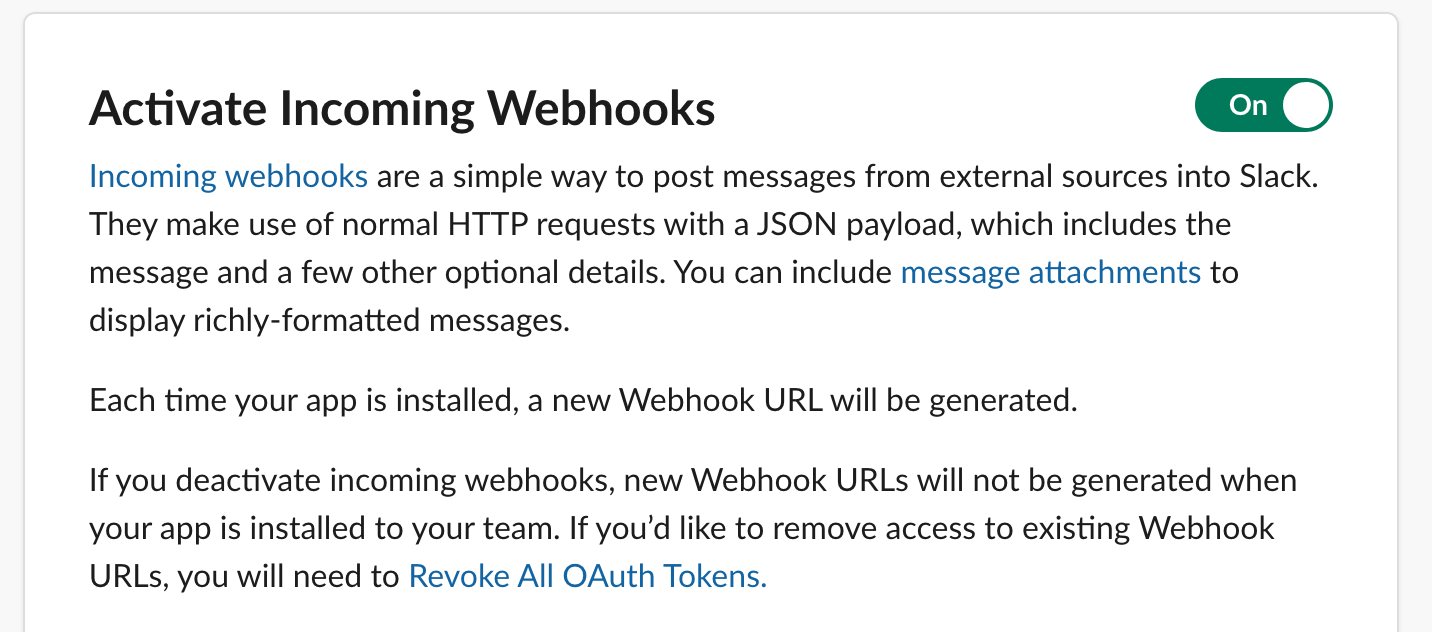 Activate Incoming Webhooks
On
Incoming webhooks are a simple way to post messages from external sources into Slack.
They make use of normal HTTP requests with a JSON payload, which includes the
message and a few other optional details. You can include message attachments to
display richly-formatted messages.
Each time your app is installed, a new Webhook URL will be generated.
If you deactivate incoming webhooks, new Webhook URLs will not be generated when
your app is installed to your team. If you’d like to remove access to existing Webhook
URLs, you will need to Revoke All OAuth Tokens.